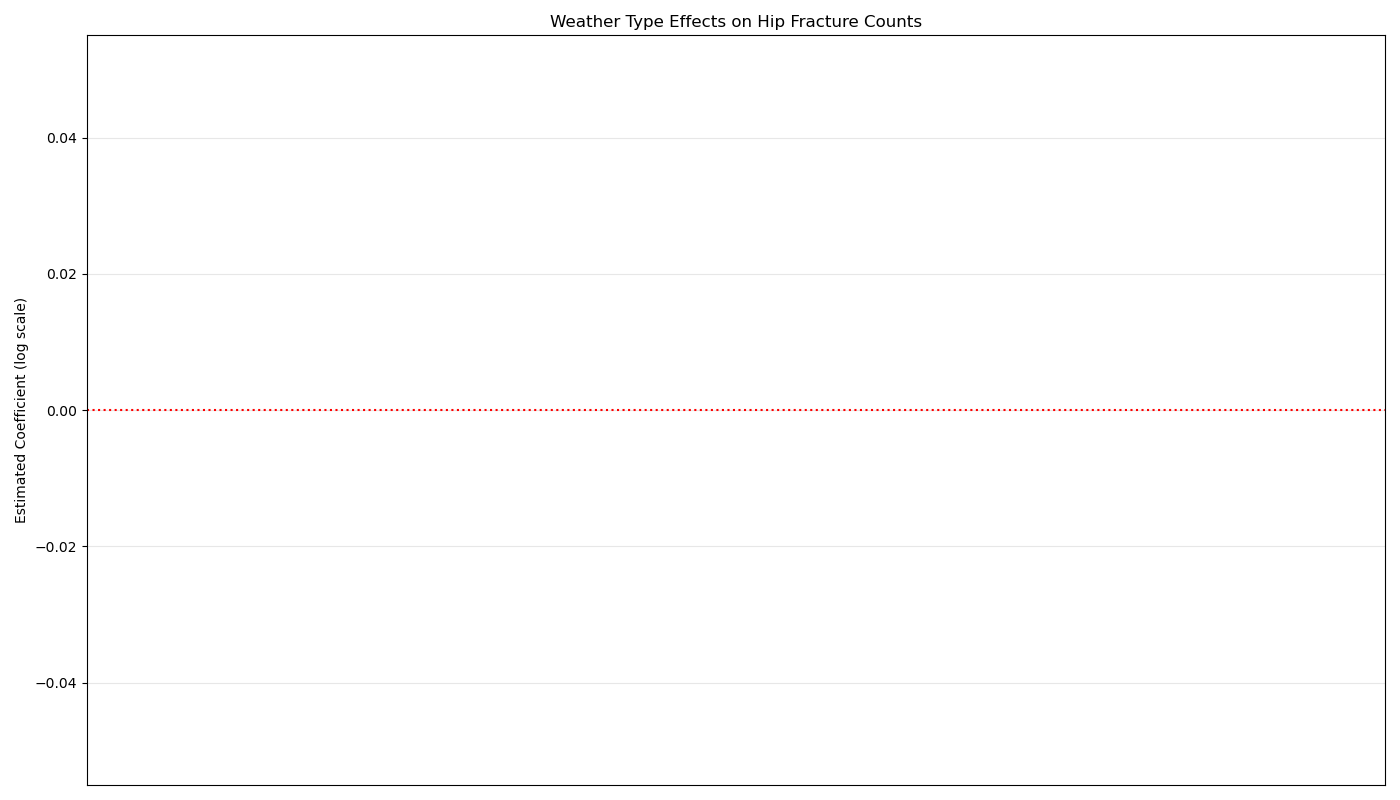 Weather Type Effects on Hip Fracture Counts
Estimated Coefficient (log scale)
0.04
0.02
0.00
−0.02
−0.04